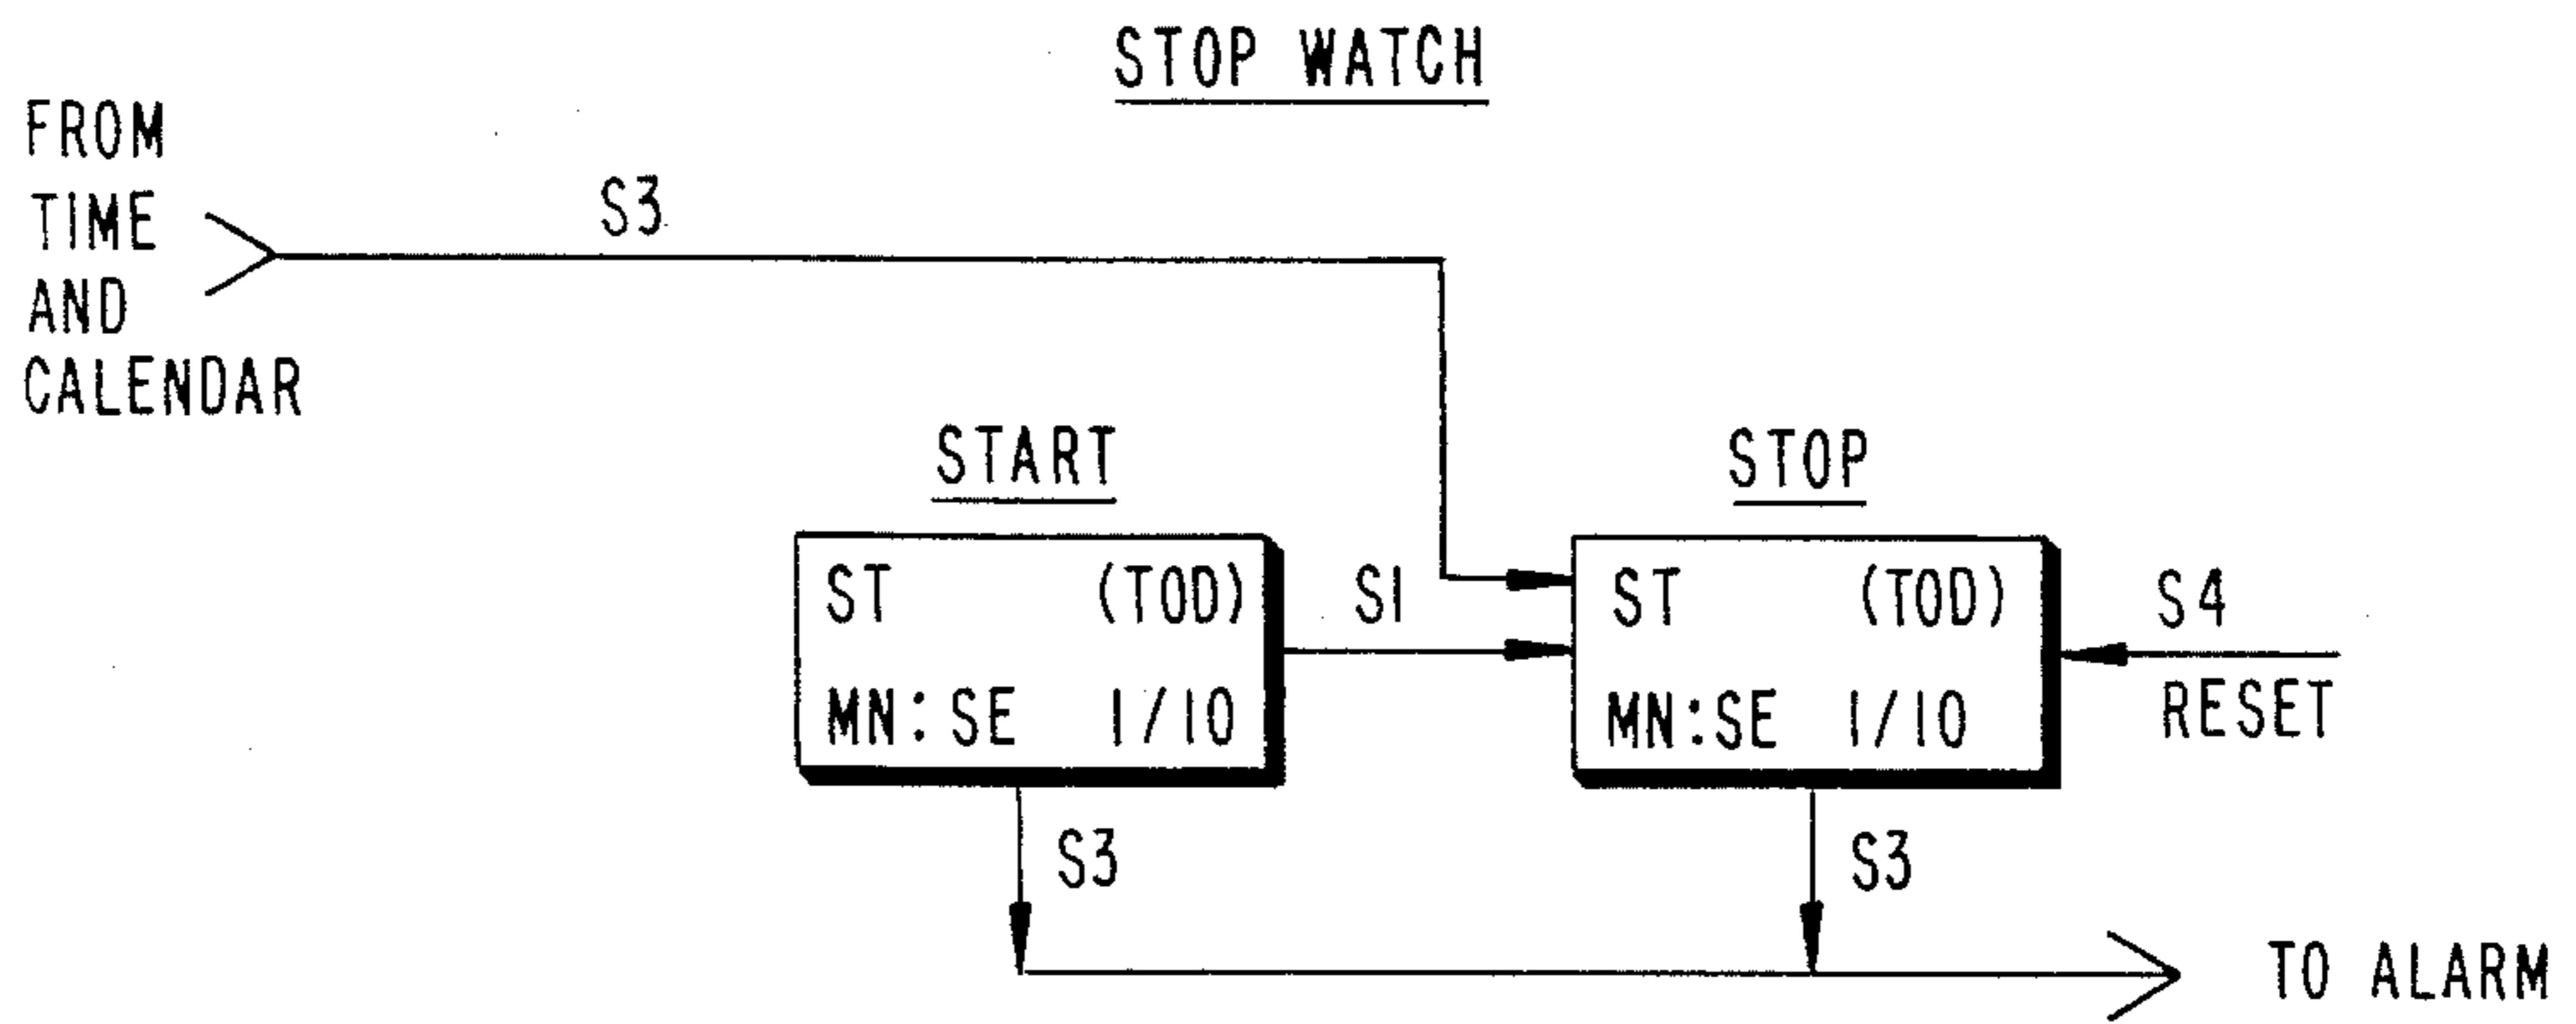 STOP WATCH
FROM
TIME
AND
CALENDAR
S3
START
STOP
ST (TOD)
MN:SE 1/10
S1
ST (TOD)
MN:SE 1/10
S4
RESET
S3
S3
TO ALARM